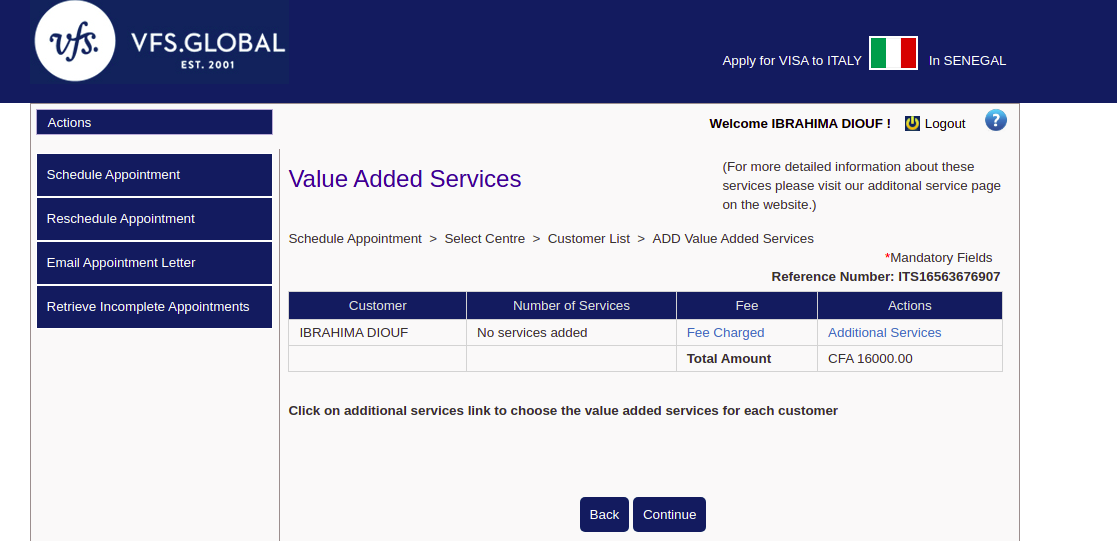 vfs.
VFS.GLOBAL
EST. 2001
Apply for VISA to ITALY In SENEGAL
Actions
Welcome IBRAHIMA DIOUF ! Logout ?
Schedule Appointment
Reschedule Appointment
Email Appointment Letter
Retrieve Incomplete Appointments
Value Added Services
(For more detailed information about these
services please visit our additonal service page
on the website.)
Schedule Appointment > Select Centre > Customer List > ADD Value Added Services
*Mandatory Fields
Reference Number: ITS16563676907
Customer Number of Services Fee Actions
IBRAHIMA DIOUF No services added Fee Charged Additional Services
Total Amount CFA 16000.00
Click on additional services link to choose the value added services for each customer
Back Continue